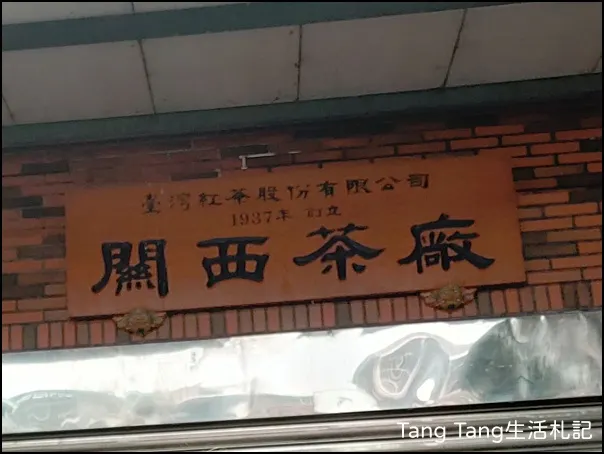 臺灣紅茶股份有限公司
1937年 創立
關西茶廠
Tang Tang生活札記